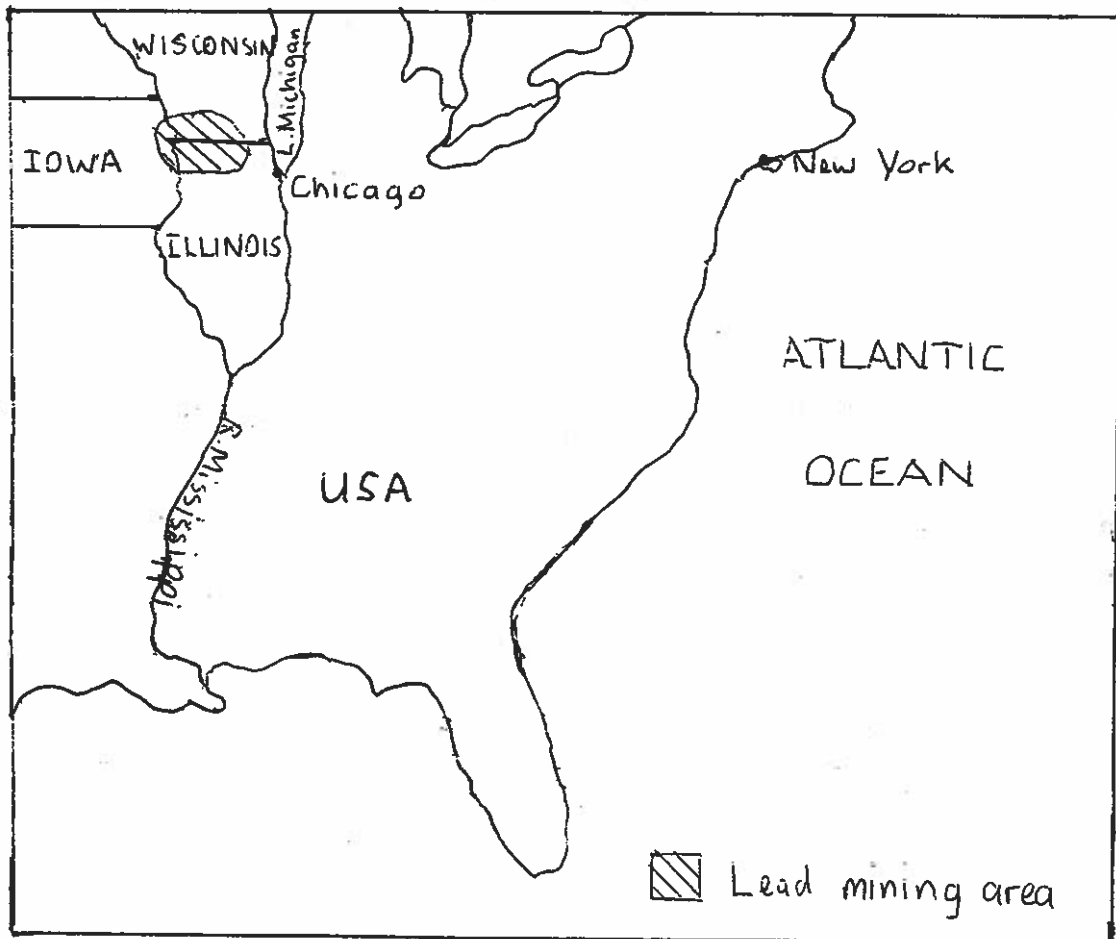 WISCONSIN
L. Michigan
IOWA
Chicago
New York
ILLINOIS
ATLANTIC
OCEAN
R. Mississippi
USA
Lead mining area